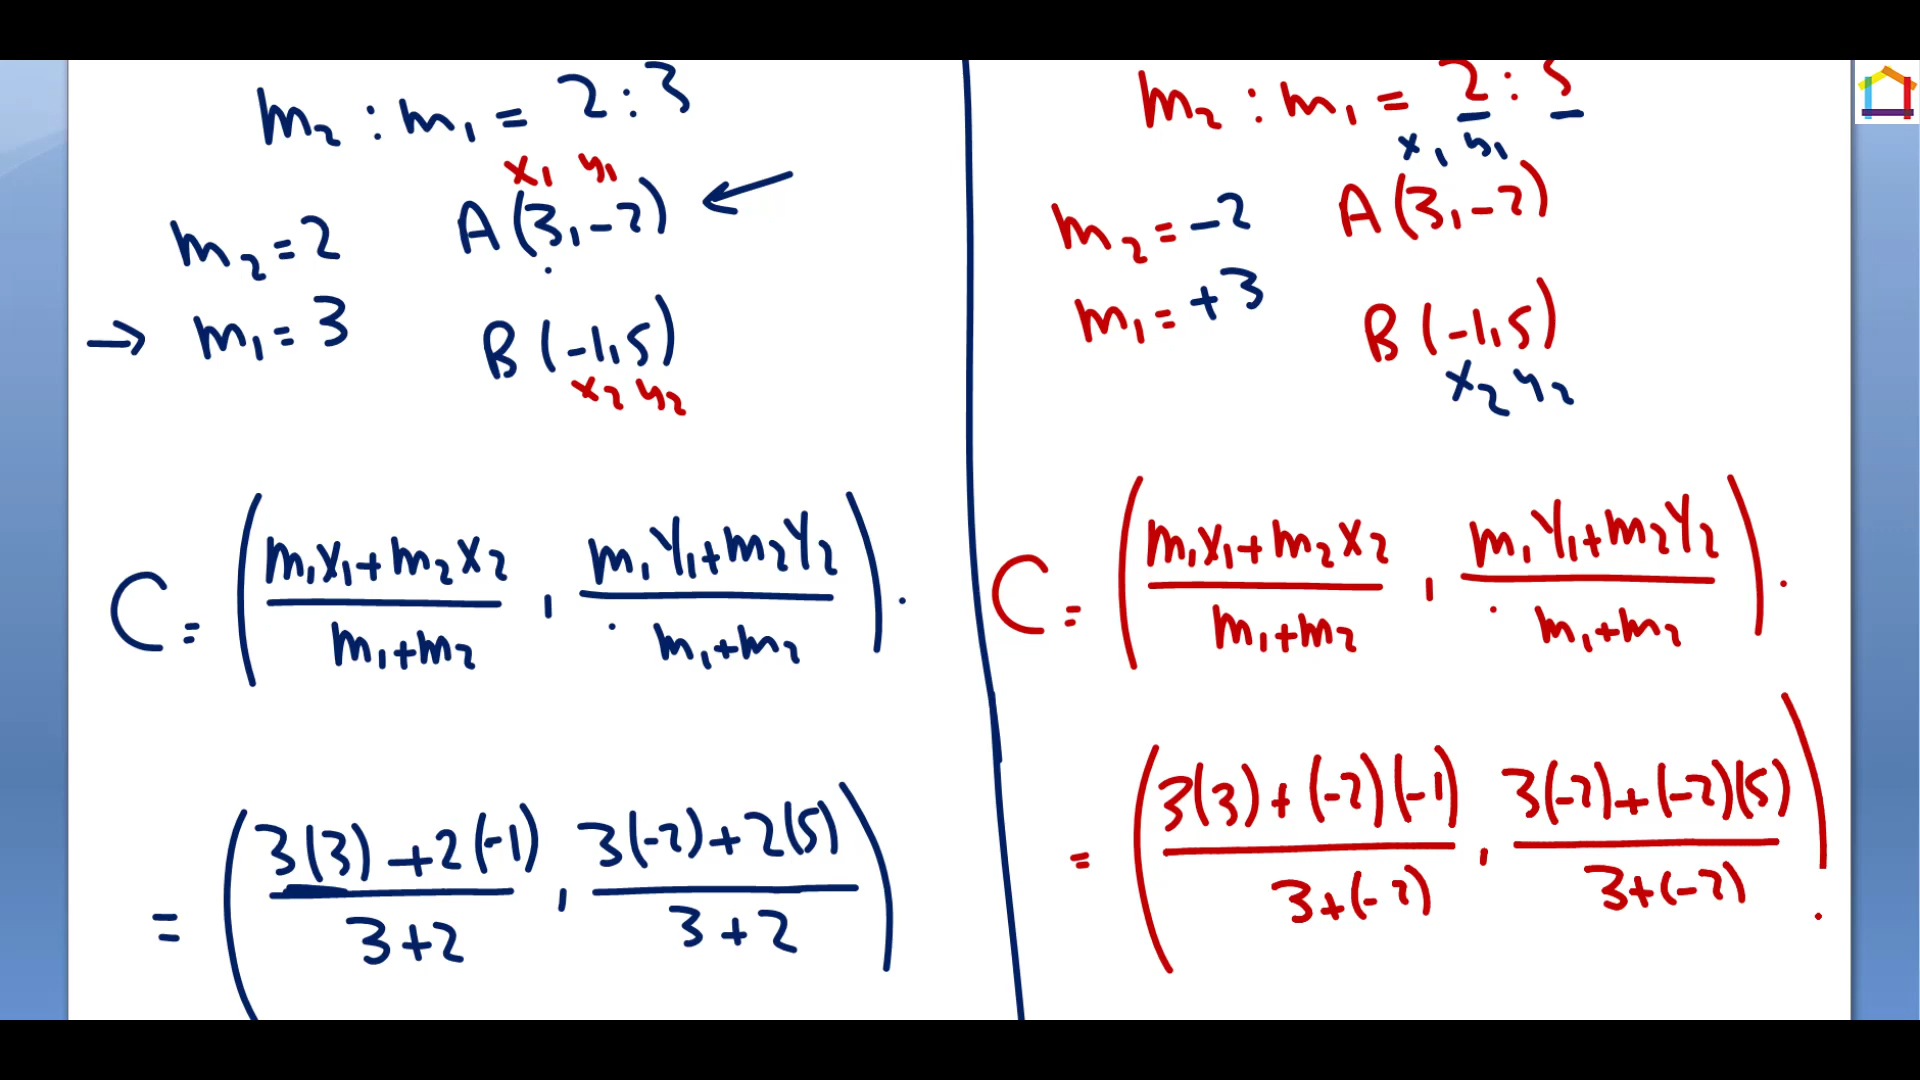 m₂ : m₁ = 2 : 3
x₁ y₁
A (3, -2)
m₂ = 2
m₁ = 3
B (-1, 5)
x₂ y₂
C = ( m₁x₁ + m₂x₂ / m₁ + m₂ , m₁y₁ + m₂y₂ / m₁ + m₂ ) .
= ( 3(3) + 2(-1) / 3 + 2 , 3(-2) + 2(5) / 3 + 2 )
m₂ : m₁ = 2 : 3
x₁ y₁
A (3, -2)
m₂ = -2
m₁ = +3
B (-1, 5)
x₂ y₂
C = ( m₁x₁ + m₂x₂ / m₁ + m₂ , m₁y₁ + m₂y₂ / m₁ + m₂ ) .
= ( 3(3) + (-2)(-1) / 3 + (-2) , 3(-2) + (-2)(5) / 3 + (-2) ) .